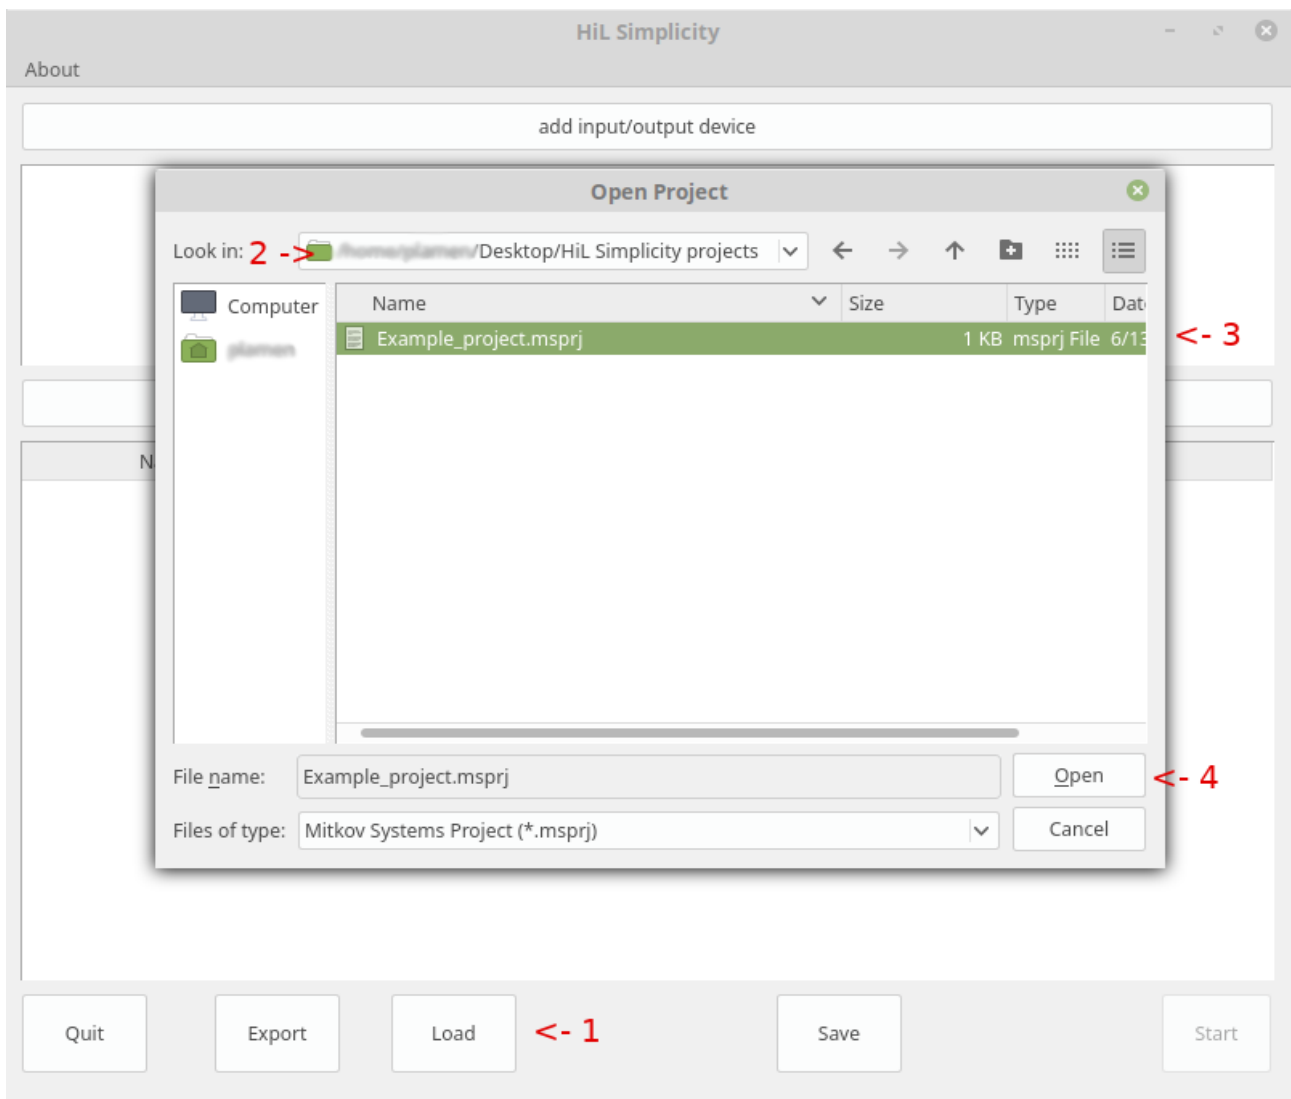 HiL Simplicity
About
add input/output device
Open Project
Look in: 2 -> /Desktop/HiL Simplicity projects
Computer
Name Size Type Dat
Example_project.msprj 1 KB msprj File 6/13 <- 3
N
File name: Example_project.msprj Open <- 4
Files of type: Mitkov Systems Project (*.msprj) Cancel
Quit Export Load <- 1 Save Start